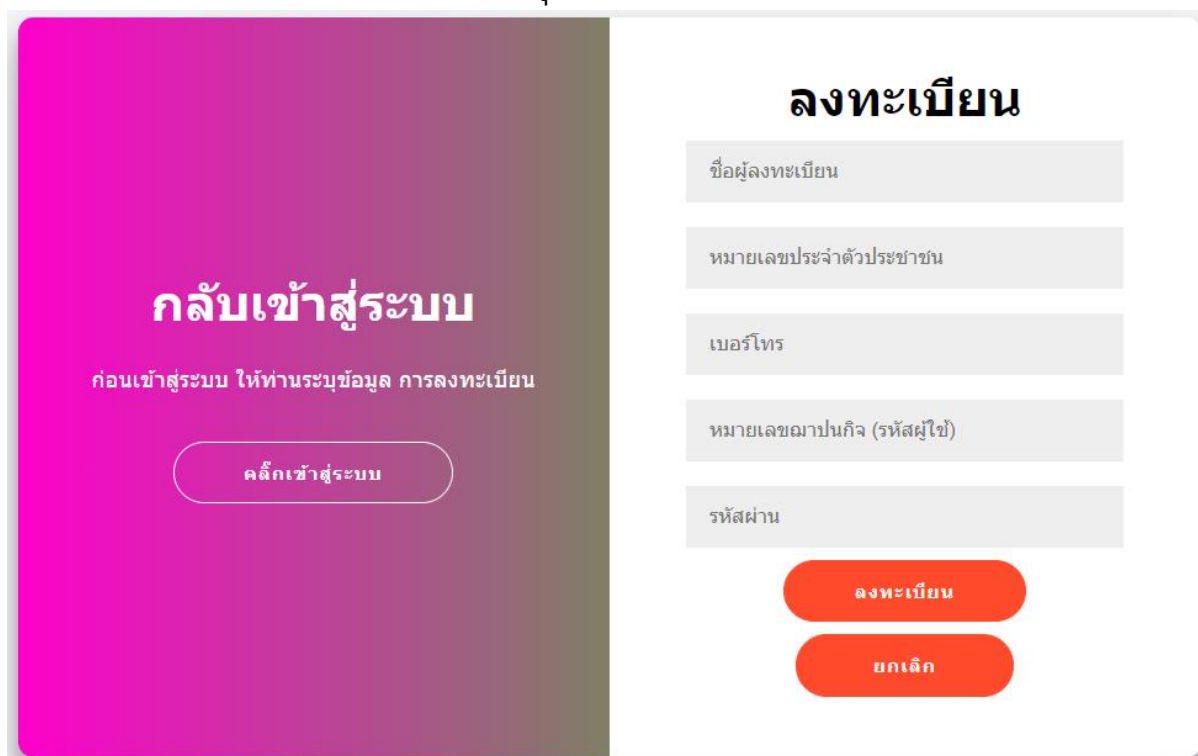 กลับเข้าสู่ระบบ
ก่อนเข้าสู่ระบบ ให้ท่านระบุข้อมูล การลงทะเบียน
คลิ๊กเข้าสู่ระบบ
ลงทะเบียน
ชื่อผู้ลงทะเบียน
หมายเลขประจำตัวประชาชน
เบอร์โทร
หมายเลขฌาปนกิจ (รหัสผู้ใช้)
รหัสผ่าน
ลงทะเบียน
ยกเลิก